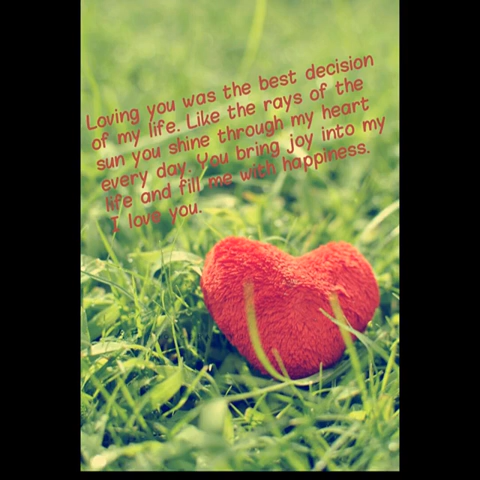 Loving you was the best decision
of my life. Like the rays of the
sun you shine through my heart
every day. You bring joy into my
life and fill me with happiness.
I love you.